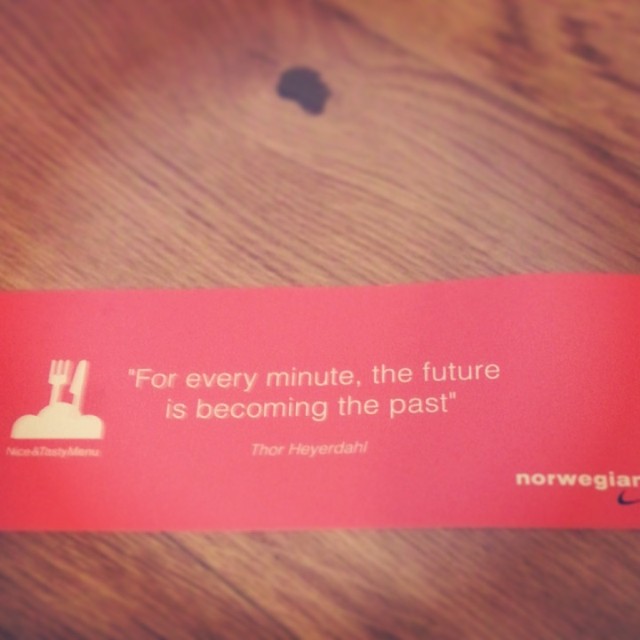 "For every minute, the future
is becoming the past"
Thor Heyerdahl
Nice&TastyMenu
norwegian